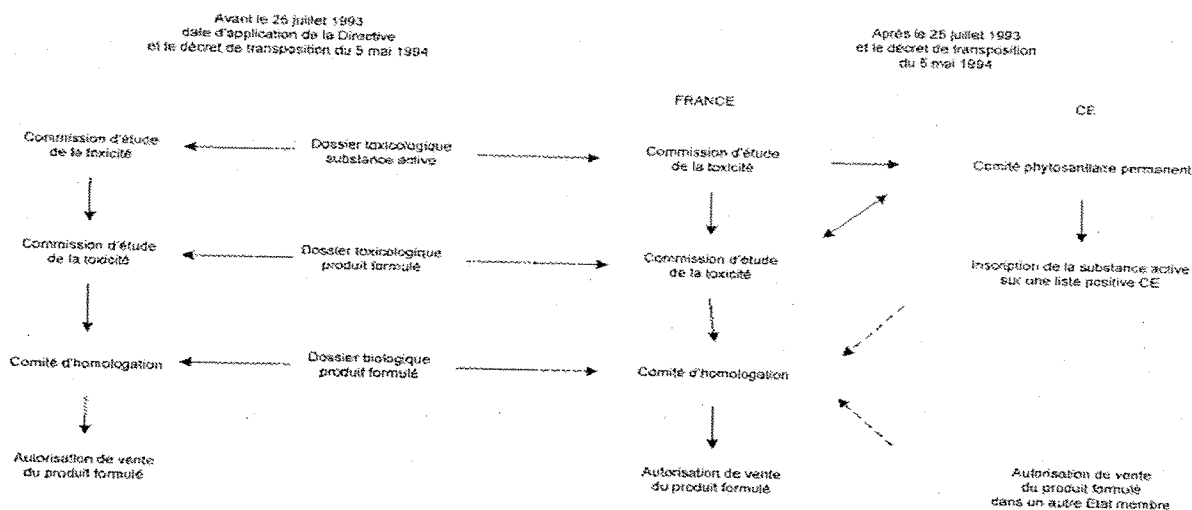 Avant le 25 juillet 1993
date d'application de la Directive
et le décret de transposition du 5 mai 1994
Après le 25 juillet 1993
et le décret de transposition
du 5 mai 1994
FRANCE
CE
Commission d'étude
de la toxicité
Dossier toxicologique
substance active
Commission d'étude
de la toxicité
Comité phytosanitaire permanent
Commission d'étude
de la toxicité
Dossier toxicologique
produit formulé
Commission d'étude
de la toxicité
Inscription de la substance active
sur une liste positive CE
Comité d'homologation
Dossier biologique
produit formulé
Comité d'homologation
Autorisation de vente
du produit formulé
Autorisation de vente
du produit formulé
Autorisation de vente
du produit formulé
dans un autre Etat membre